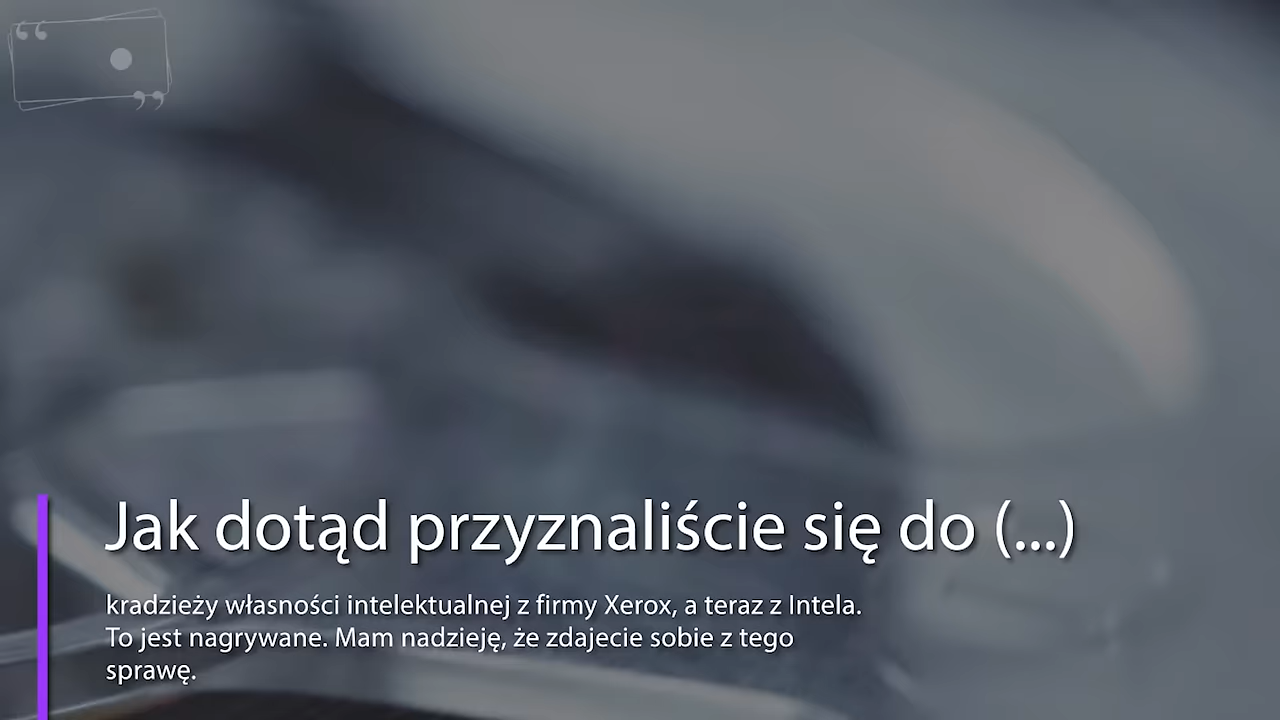 Jak dotąd przyznaliście się do (...)
kradzieży własności intelektualnej z firmy Xerox, a teraz z Intela.
To jest nagrywane. Mam nadzieję, że zdajecie sobie z tego
sprawę.